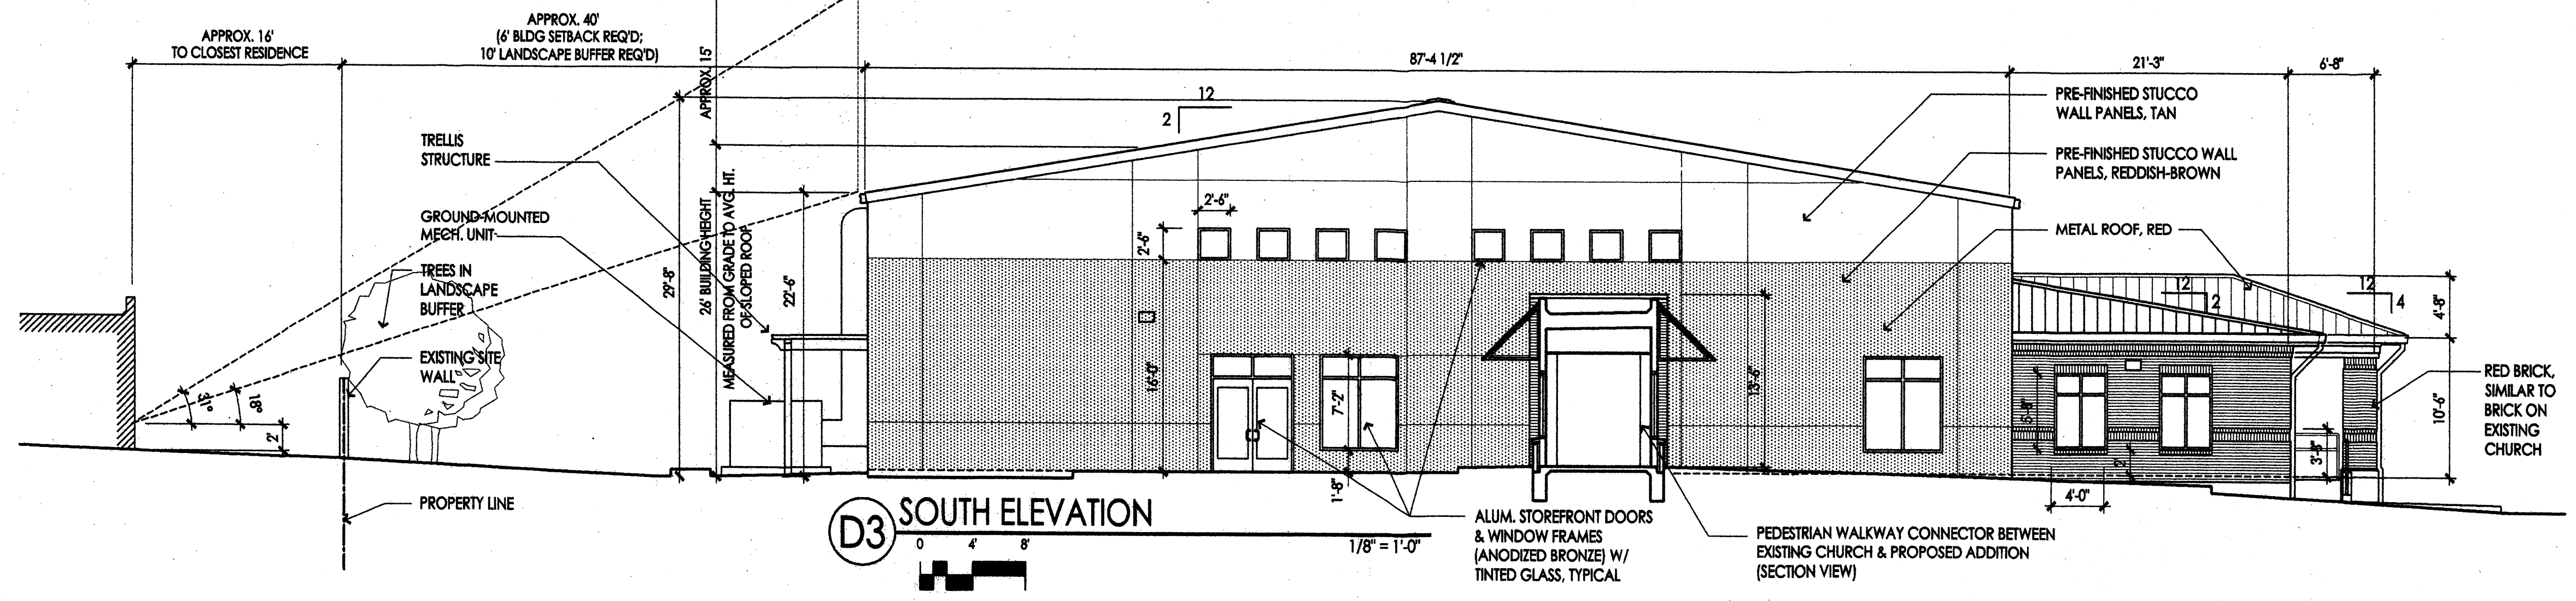 APPROX. 16'
TO CLOSEST RESIDENCE
APPROX. 40'
(6' BLDG SETBACK REQ'D;
10' LANDSCAPE BUFFER REQ'D)
APPROX. 15'
87'-4 1/2"
21'-3"
6'-8"
12
2
PRE-FINISHED STUCCO
WALL PANELS, TAN
PRE-FINISHED STUCCO WALL
PANELS, REDDISH-BROWN
METAL ROOF, RED
TRELLIS
STRUCTURE
GROUND-MOUNTED
MECH. UNIT
TREES IN
LANDSCAPE
BUFFER
EXISTING SITE
WALL
31°
18°
2'
29'-8"
26' BUILDING HEIGHT
MEASURED FROM GRADE TO AVG. HT.
OF SLOPED ROOF
22'-6"
2'-6"
2'-6"
16'-0"
7'-2"
1'-8"
13'-6"
12
2
12
4
4'-8"
10'-6"
5'-8"
2'
3'-8"
4'-0"
RED BRICK,
SIMILAR TO
BRICK ON
EXISTING
CHURCH
PROPERTY LINE
D3
SOUTH ELEVATION
0 4' 8'
1/8" = 1'-0"
ALUM. STOREFRONT DOORS
& WINDOW FRAMES
(ANODIZED BRONZE) W/
TINTED GLASS, TYPICAL
PEDESTRIAN WALKWAY CONNECTOR BETWEEN
EXISTING CHURCH & PROPOSED ADDITION
(SECTION VIEW)